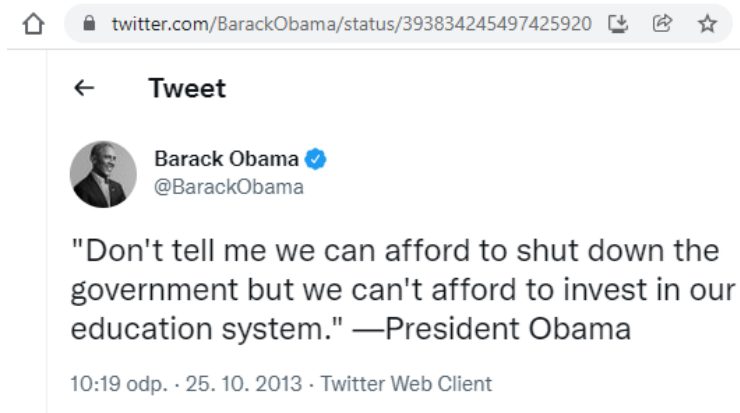 twitter.com/BarackObama/status/393834245497425920
Tweet
Barack Obama
@BarackObama
"Don't tell me we can afford to shut down the
government but we can't afford to invest in our
education system." —President Obama
10:19 odp. · 25. 10. 2013 · Twitter Web Client